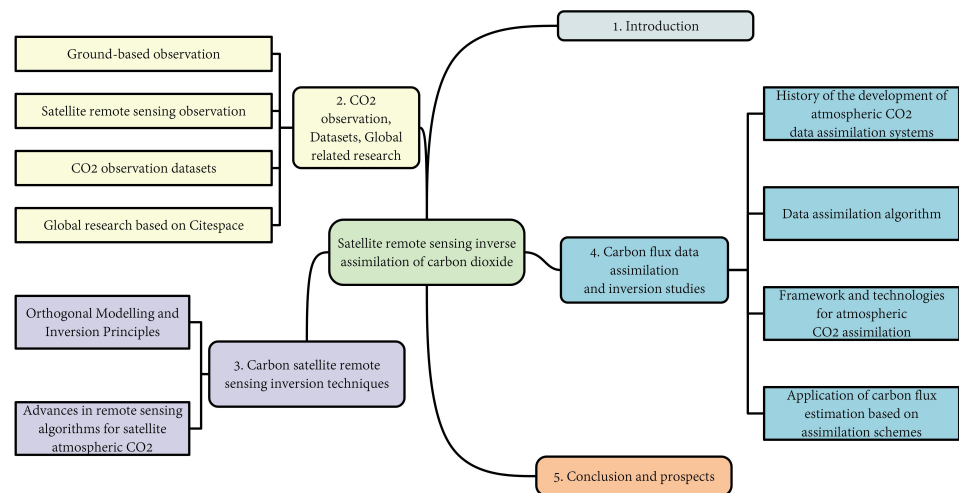 1. Introduction
Ground-based observation
Satellite remote sensing observation
CO2 observation datasets
Global research based on Citespace
2. CO2
observation,
Datasets, Global
related research
Satellite remote sensing inverse
assimilation of carbon dioxide
Orthogonal Modelling and
Inversion Principles
Advances in remote sensing
algorithms for satellite
atmospheric CO2
3. Carbon satellite remote
sensing inversion techniques
4. Carbon flux data
assimilation
and inversion studies
History of the development of
atmospheric CO2
data assimilation systems
Data assimilation algorithm
Framework and technologies
for atmospheric
CO2 assimilation
Application of carbon flux
estimation based on
assimilation schemes
5. Conclusion and prospects